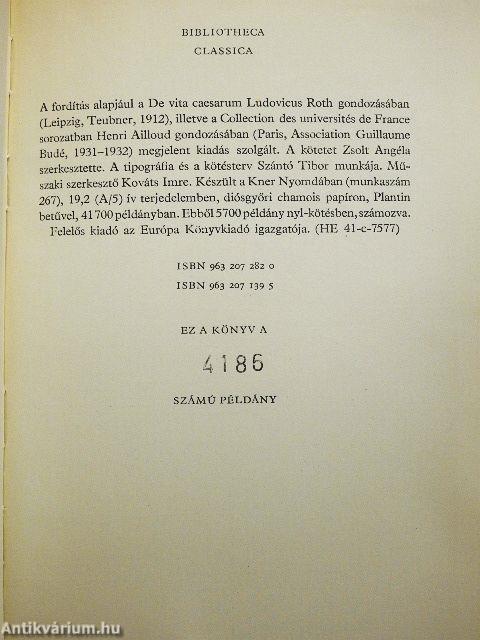 BIBLIOTHECA
CLASSICA
A fordítás alapjául a De vita caesarum Ludovicus Roth gondozásában
(Leipzig, Teubner, 1912), illetve a Collection des universités de France
sorozatban Henri Ailloud gondozásában (Paris, Association Guillaume
Budé, 1931–1932) megjelent kiadás szolgált. A kötetet Zsolt Angéla
szerkesztette. A tipográfia és a kötésterv Szántó Tibor munkája. Mű-
szaki szerkesztő Kováts Imre. Készült a Kner Nyomdában (munkaszám
267), 19,2 (A/5) ív terjedelemben, diósgyőri chamois papíron, Plantin
betűvel, 41 700 példányban. Ebből 5700 példány nyl-kötésben, számozva.
Felelős kiadó az Európa Könyvkiadó igazgatója. (HE 41-c-7577)
ISBN 963 207 282 0
ISBN 963 207 139 5
EZ A KÖNYV A
4186
SZÁMÚ PÉLDÁNY
Antikvárium.hu